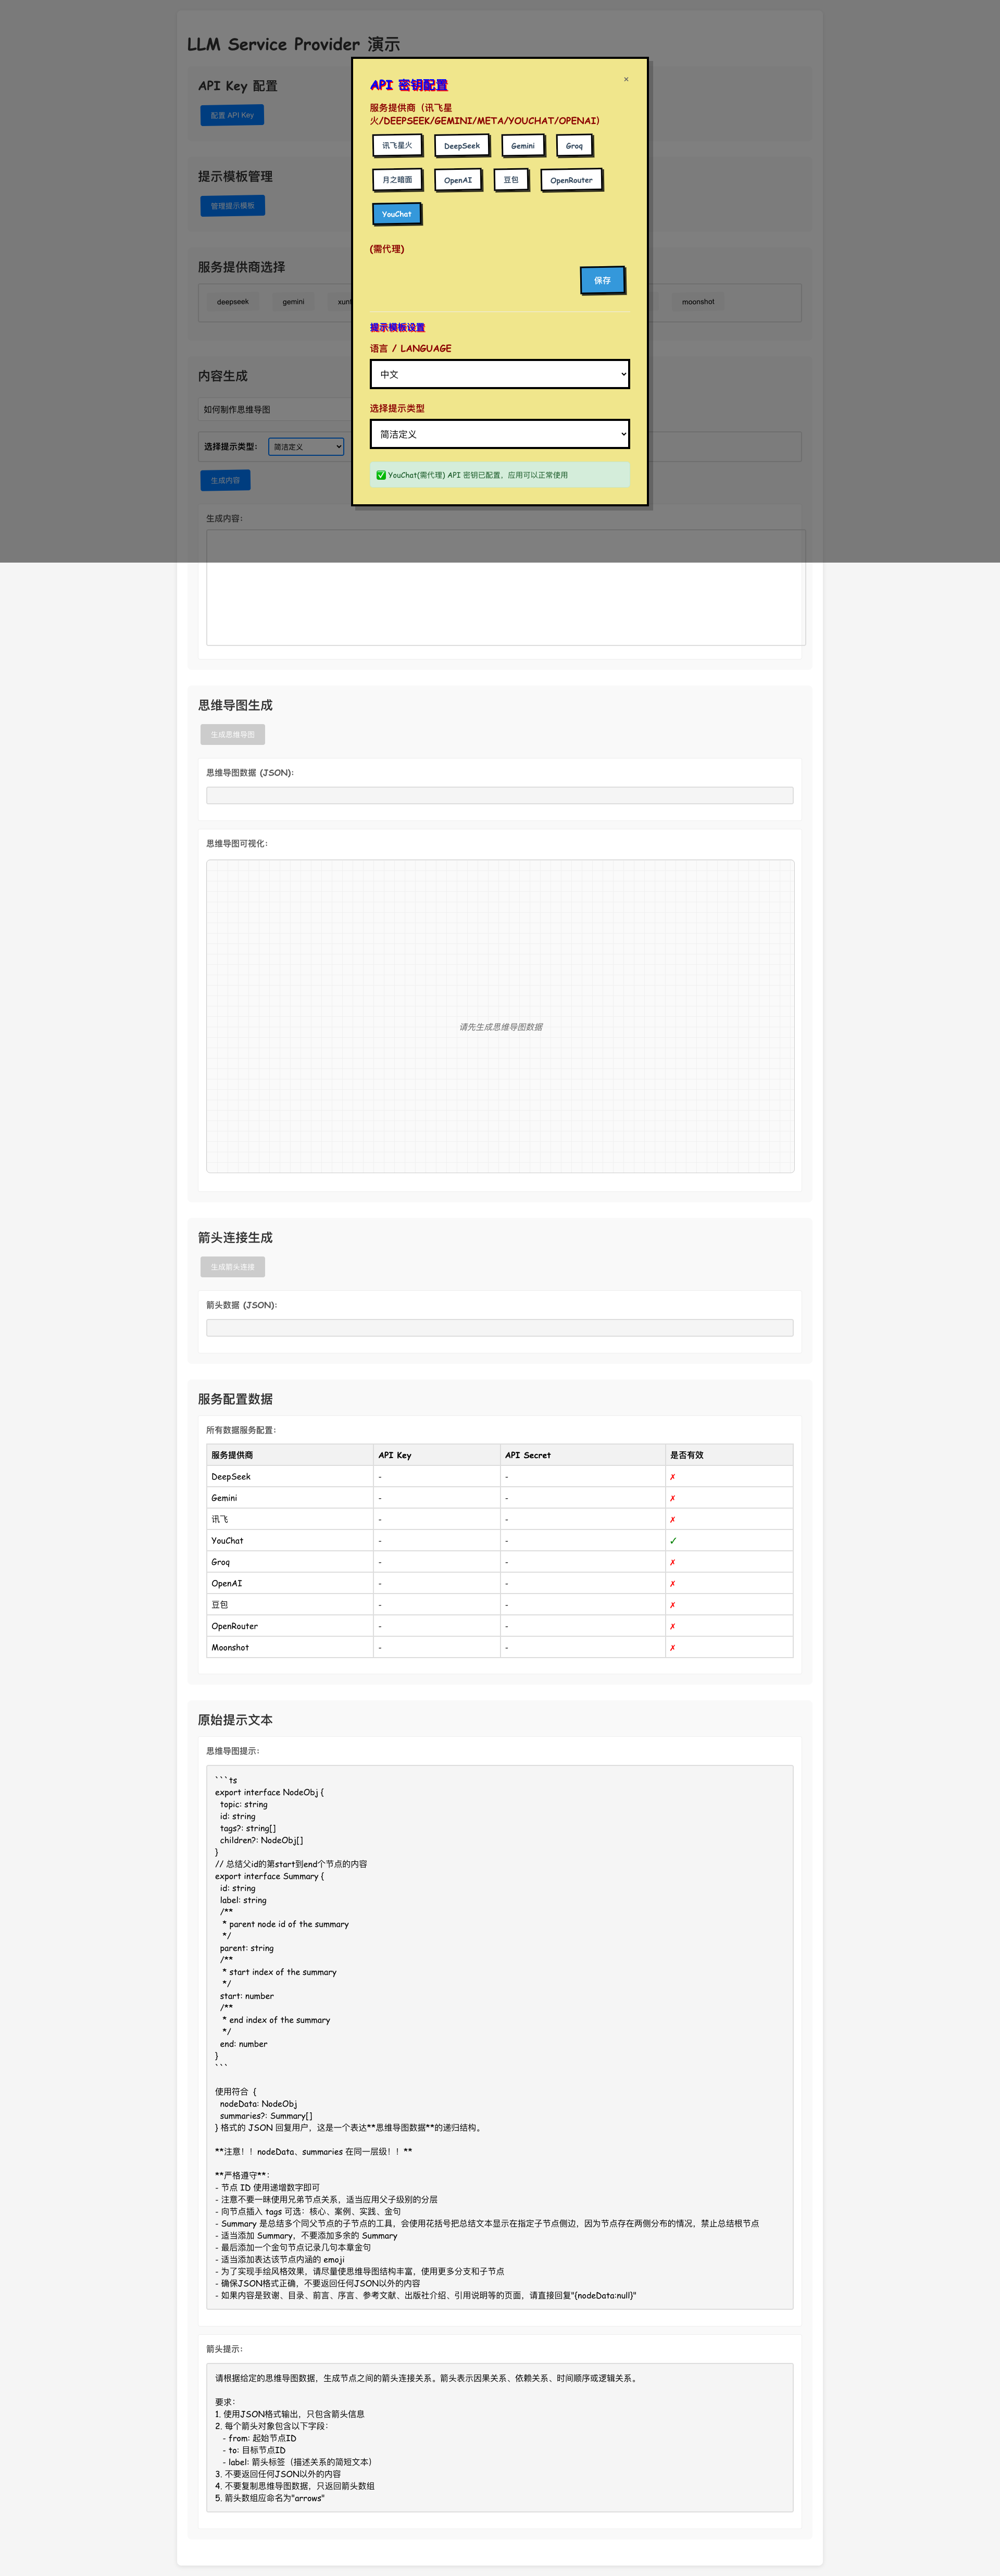 LLM Service Provider 演示
API Key 配置
配置 API Key
提示模板管理
管理提示模板
服务提供商选择
deepseek
gemini
moonshot
内容生成
如何制作思维导图
选择提示类型：
简洁定义
生成内容
API 密钥配置
×
服务提供商（讯飞星
火/DEEPSEEK/GEMINI/META/YOUCHAT/OPENAI）
讯飞星火
DeepSeek
Gemini
Groq
月之暗面
OpenAI
豆包
OpenRouter
YouChat
(需代理)
保存
提示模板设置
语言 / LANGUAGE
中文
选择提示类型
简洁定义
✅ YouChat(需代理) API 密钥已配置，应用可以正常使用
生成内容：
思维导图生成
生成思维导图
思维导图数据 (JSON)：
思维导图可视化：
请先生成思维导图数据
箭头连接生成
生成箭头连接
箭头数据 (JSON)：
服务配置数据
所有数据服务配置：
服务提供商 API Key API Secret 是否有效
DeepSeek - - ✗
Gemini - - ✗
讯飞 - - ✗
YouChat - - ✓
Groq - - ✗
OpenAI - - ✗
豆包 - - ✗
OpenRouter - - ✗
Moonshot - - ✗
原始提示文本
思维导图提示：
```ts
export interface NodeObj {
topic: string
id: string
tags?: string[]
children?: NodeObj[]
}
// 总结父id的第start到end个节点的内容
export interface Summary {
id: string
label: string
/**
* parent node id of the summary
*/
parent: string
/**
* start index of the summary
*/
start: number
/**
* end index of the summary
*/
end: number
}
```
使用符合 {
nodeData: NodeObj
summaries?: Summary[]
} 格式的 JSON 回复用户，这是一个表达**思维导图数据**的递归结构。
**注意！！nodeData、summaries 在同一层级！！**
**严格遵守**：
- 节点 ID 使用递增数字即可
- 注意不要一昧使用兄弟节点关系，适当应用父子级别的分层
- 向节点插入 tags 可选：核心、案例、实践、金句
- Summary 是总结多个同父节点的子节点的工具，会使用花括号把总结文本显示在指定子节点侧边，因为节点存在两侧分布的情况，禁止总结根节点
- 适当添加 Summary，不要添加多余的 Summary
- 最后添加一个金句节点记录几句本章金句
- 适当添加表达该节点内涵的 emoji
- 为了实现手绘风格效果，请尽量使思维导图结构丰富，使用更多分支和子节点
- 确保JSON格式正确，不要返回任何JSON以外的内容
- 如果内容是致谢、目录、前言、序言、参考文献、出版社介绍、引用说明等的页面，请直接回复"{nodeData:null}"
箭头提示：
请根据给定的思维导图数据，生成节点之间的箭头连接关系。箭头表示因果关系、依赖关系、时间顺序或逻辑关系。
要求：
1. 使用JSON格式输出，只包含箭头信息
2. 每个箭头对象包含以下字段：
- from: 起始节点ID
- to: 目标节点ID
- label: 箭头标签（描述关系的简短文本）
3. 不要返回任何JSON以外的内容
4. 不要复制思维导图数据，只返回箭头数组
5. 箭头数组应命名为"arrows"